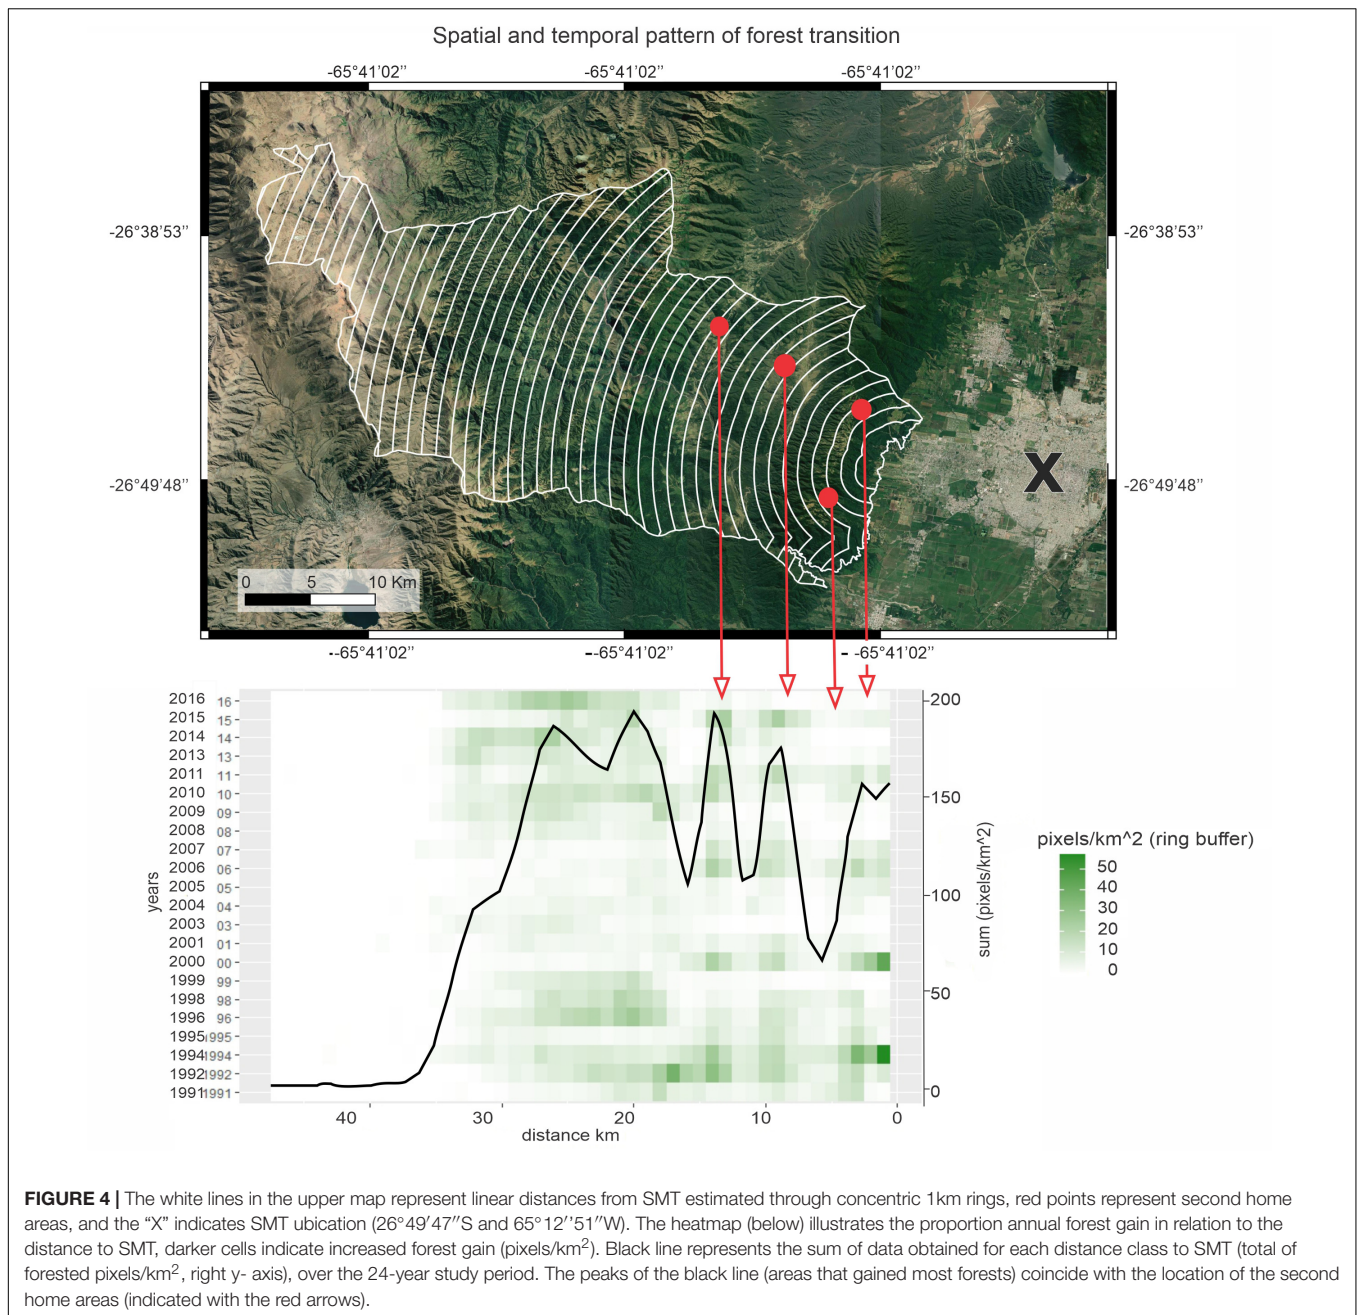 Spatial and temporal pattern of forest transition
-65°41'02" -65°41'02" -65°41'02"
-26°38'53" -26°38'53"
X
-26°49'48" -26°49'48"
0 5 10 Km
--65°41'02" --65°41'02" - -65°41'02"
2016 16 200
2015 15
2014 14
2013 13
2011 11
2010 10 150
2009 09
2008 08
2007 07
2006 06
2005 05 100
2004 04
2003 03
2001 01
2000 00
1999 99
1998 98 50
1996 96
1995 1995
1994 1994
1992 1992
1991 1991 0
years
sum (pixels/km^2)
40 30 20 10 0
distance km
pixels/km^2 (ring buffer)
50
40
30
20
10
0
FIGURE 4 | The white lines in the upper map represent linear distances from SMT estimated through concentric 1km rings, red points represent second home
areas, and the “X” indicates SMT ubication (26°49′47″S and 65°12′'51″W). The heatmap (below) illustrates the proportion annual forest gain in relation to the
distance to SMT, darker cells indicate increased forest gain (pixels/km²). Black line represents the sum of data obtained for each distance class to SMT (total of
forested pixels/km², right y- axis), over the 24-year study period. The peaks of the black line (areas that gained most forests) coincide with the location of the second
home areas (indicated with the red arrows).